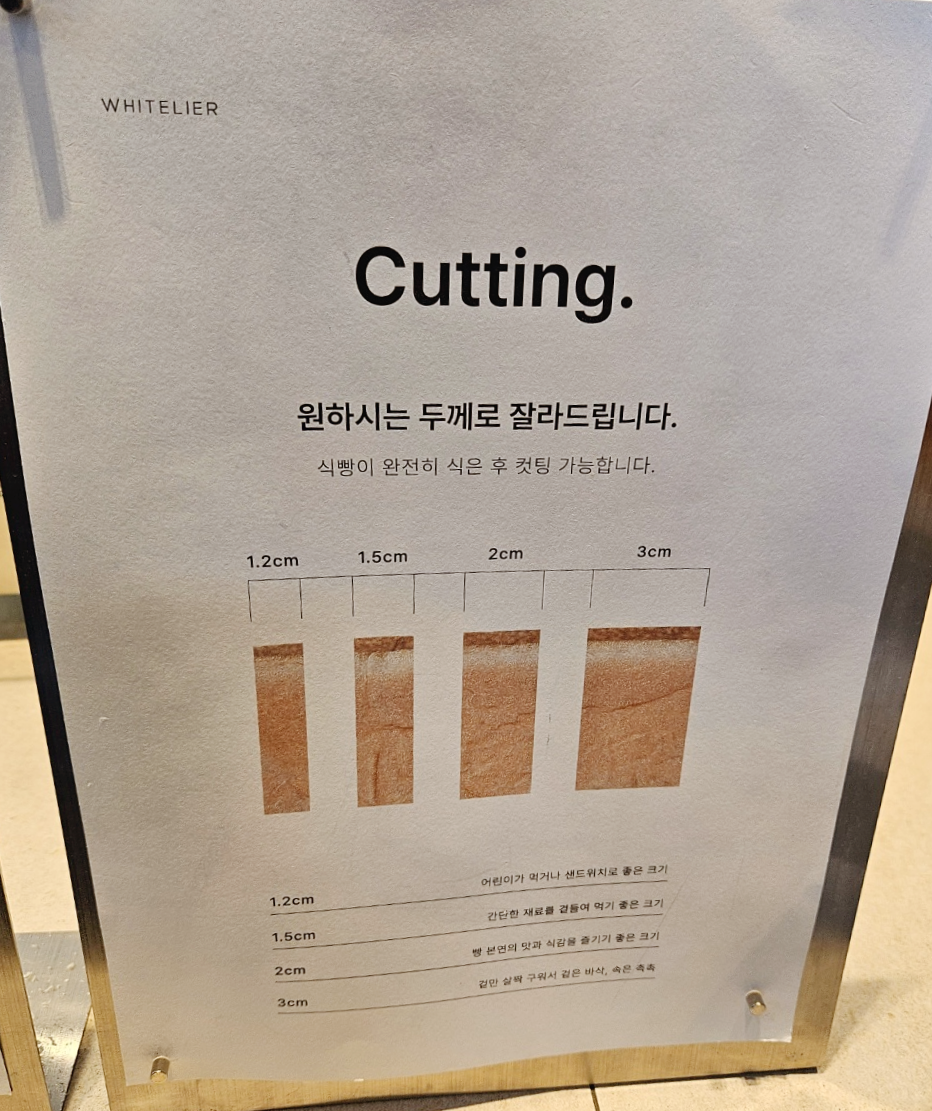 WHITELIER
Cutting.
원하시는 두께로 잘라드립니다.
식빵이 완전히 식은 후 컷팅 가능합니다.
1.2cm 1.5cm 2cm 3cm
1.2cm 어린이가 먹거나 샌드위치로 좋은 크기
1.5cm 간단한 재료를 곁들여 먹기 좋은 크기
2cm 빵 본연의 맛과 식감을 즐기기 좋은 크기
3cm 겉만 살짝 구워서 겉은 바삭, 속은 촉촉